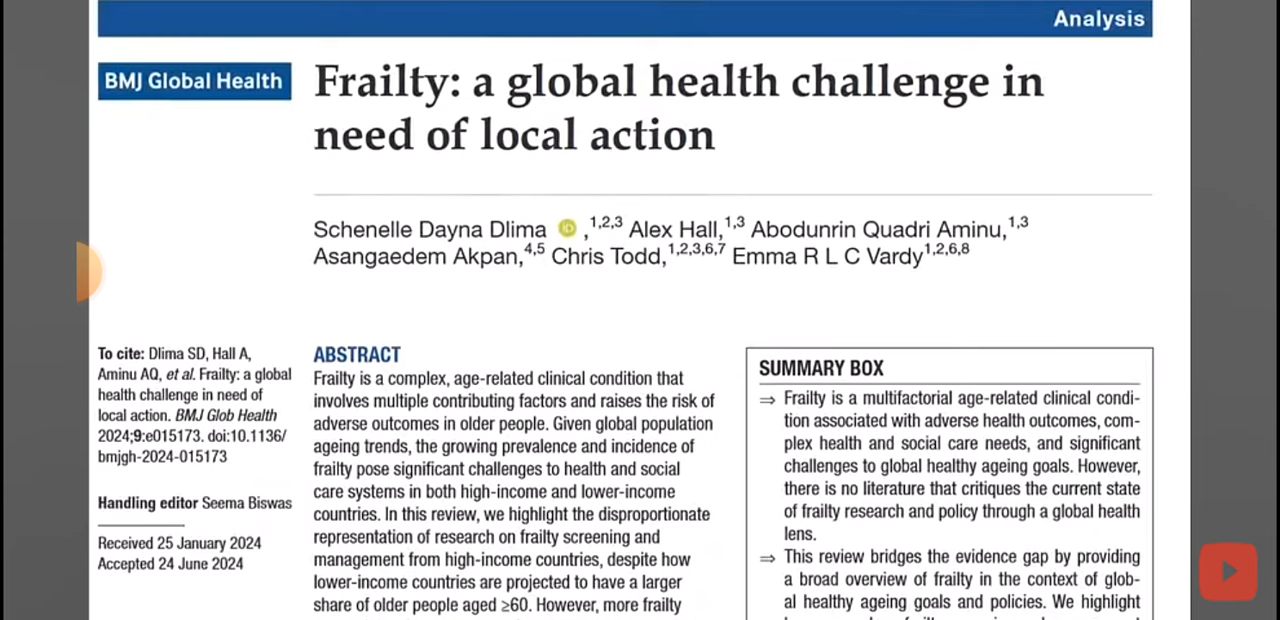 Analysis
BMJ Global Health
Frailty: a global health challenge in
need of local action
Schenelle Dayna Dlima iD ,1,2,3 Alex Hall,1,3 Abodunrin Quadri Aminu,1,3
Asangaedem Akpan,4,5 Chris Todd,1,2,3,6,7 Emma R L C Vardy1,2,6,8
To cite: Dlima SD, Hall A,
Aminu AQ, et al. Frailty: a global
health challenge in need of
local action. BMJ Glob Health
2024;9:e015173. doi:10.1136/
bmjgh-2024-015173
Handling editor Seema Biswas
Received 25 January 2024
Accepted 24 June 2024
ABSTRACT
Frailty is a complex, age-related clinical condition that
involves multiple contributing factors and raises the risk of
adverse outcomes in older people. Given global population
ageing trends, the growing prevalence and incidence of
frailty pose significant challenges to health and social
care systems in both high-income and lower-income
countries. In this review, we highlight the disproportionate
representation of research on frailty screening and
management from high-income countries, despite how
lower-income countries are projected to have a larger
share of older people aged ≥60. However, more frailty
SUMMARY BOX
⇒ Frailty is a multifactorial age-related clinical condi-
tion associated with adverse health outcomes, com-
plex health and social care needs, and significant
challenges to global healthy ageing goals. However,
there is no literature that critiques the current state
of frailty research and policy through a global health
lens.
⇒ This review bridges the evidence gap by providing
a broad overview of frailty in the context of glob-
al healthy ageing goals and policies. We highlight